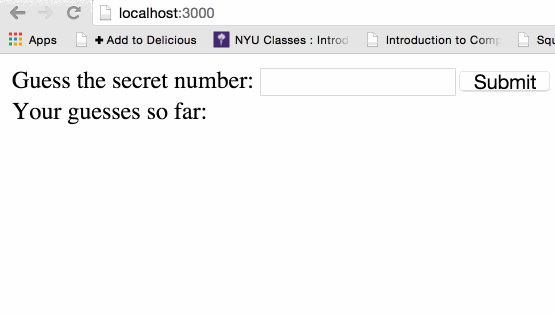 localhost:3000
Apps + Add to Delicious NYU Classes : Introd Introduction to Comp Squ
Guess the secret number: Submit
Your guesses so far: